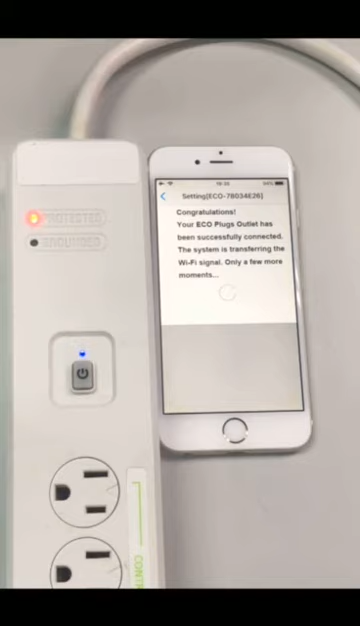 PROTECTED
GROUNDED
Setting[ECO-78034E26]
Congratulations!
Your ECO Plugs Outlet has
been successfully connected.
The system is transferring the
Wi-Fi signal. Only a few more
moments...
CONT